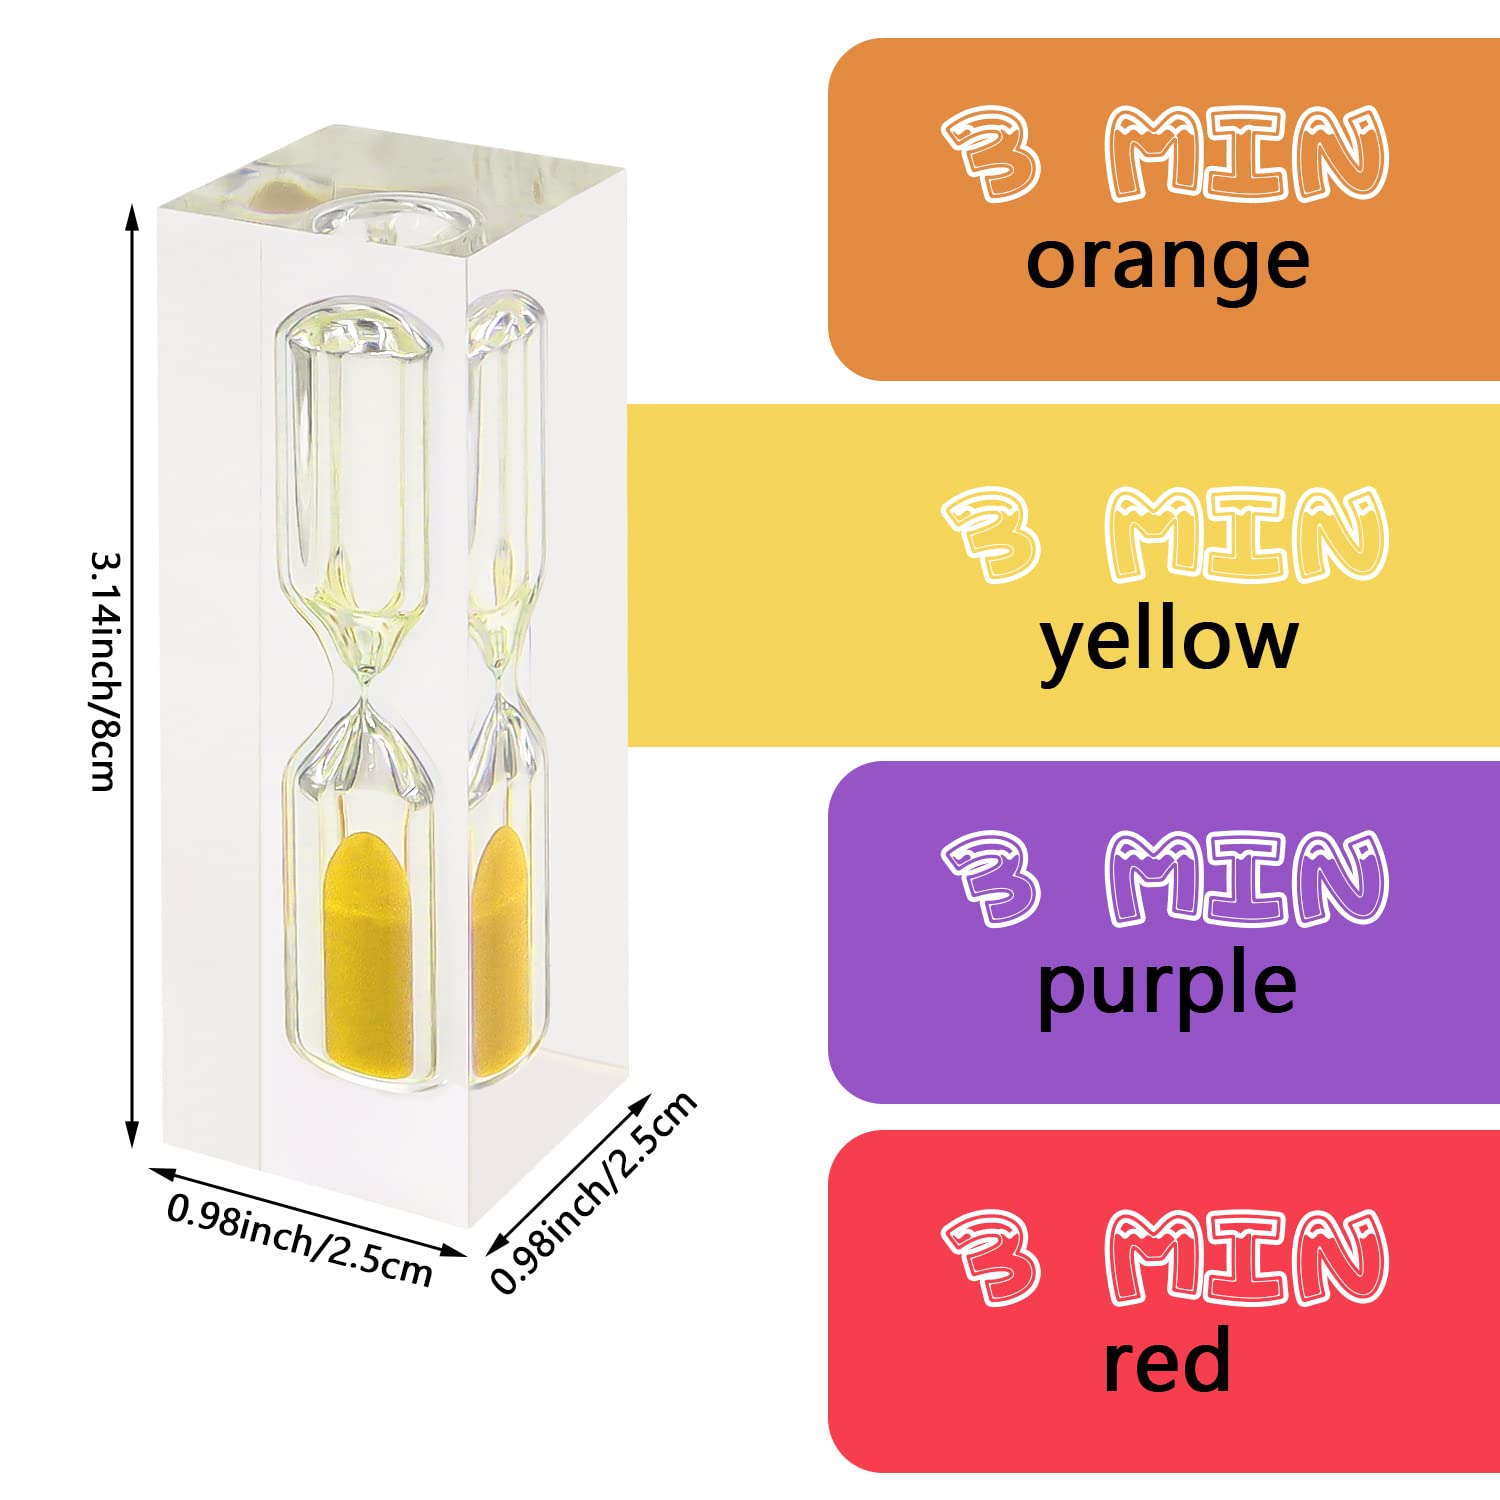 3.14inch/8cm
0.98inch/2.5cm
0.98inch/2.5cm
3 MIN
orange
3 MIN
yellow
3 MIN
purple
3 MIN
red